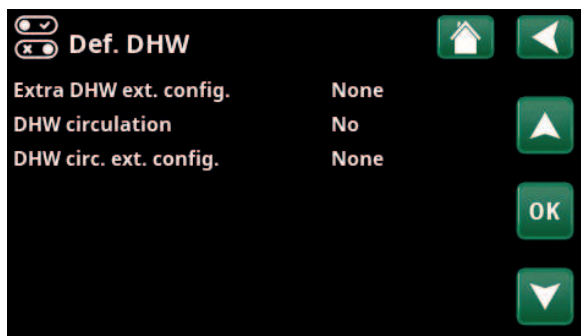 Def. DHW
Extra DHW ext. config. None
DHW circulation No
DHW circ. ext. config. None
OK